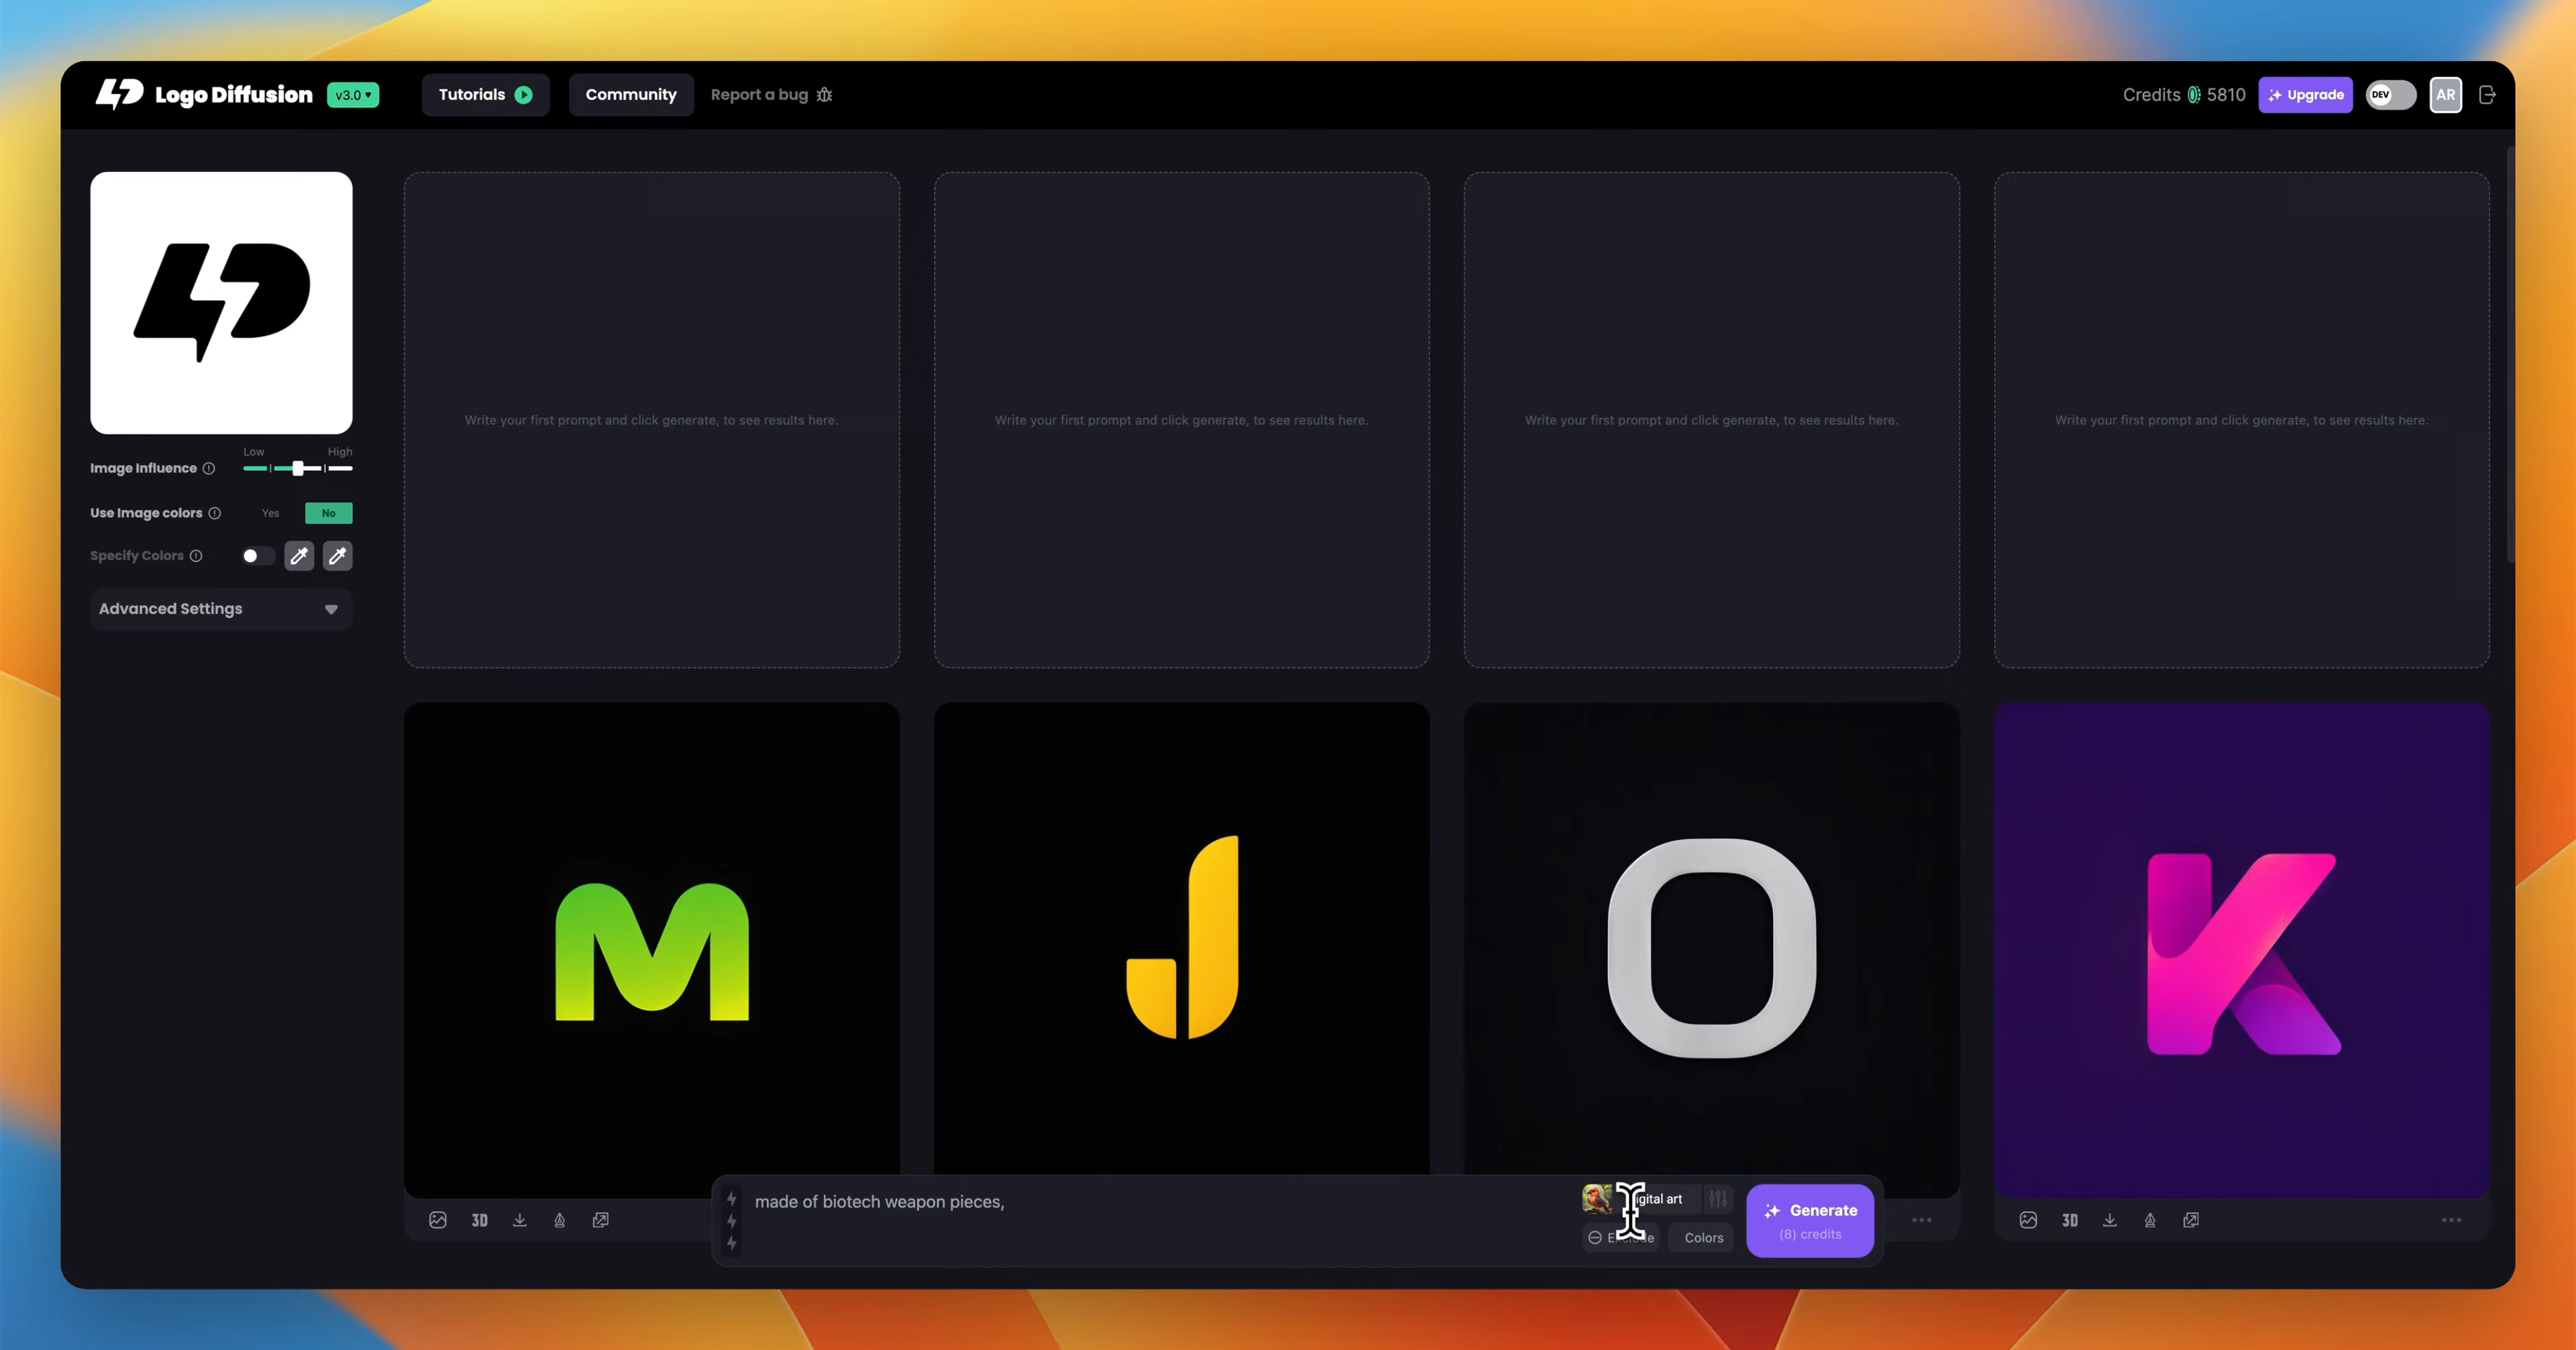 Logo Diffusion
v3.0
Tutorials
Community
Report a bug
Credits 5810
Upgrade
DEV
AR
Write your first prompt and click generate, to see results here.
Write your first prompt and click generate, to see results here.
Write your first prompt and click generate, to see results here.
Write your first prompt and click generate, to see results here.
Low High
Image Influence
Use Image colors Yes No
Specify Colors
Advanced Settings
M
J
O
K
3D
made of biotech weapon pieces,
art
Colors
Generate
(8) credits
3D